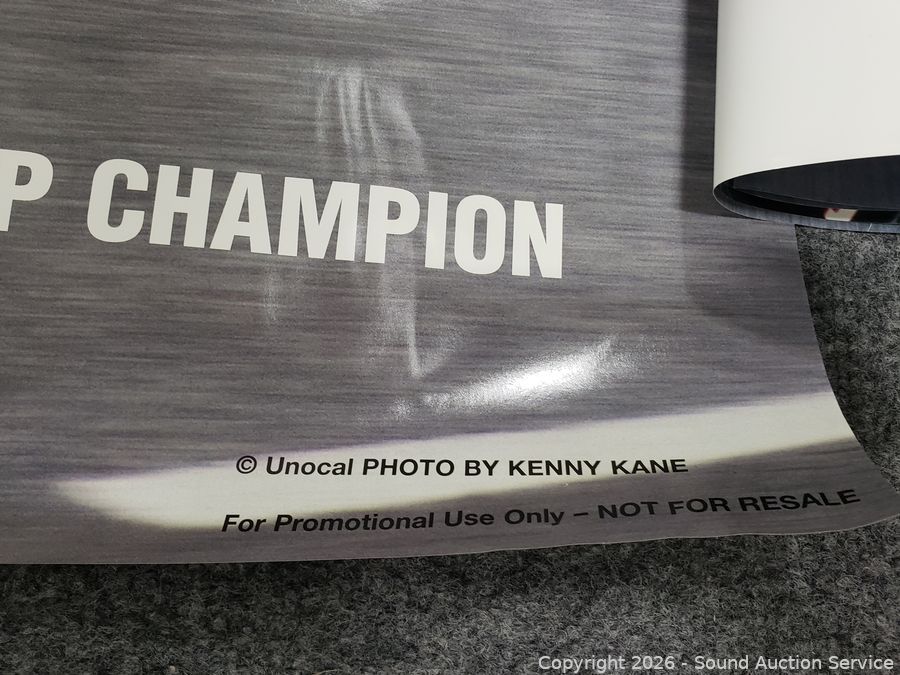 P CHAMPION
© Unocal PHOTO BY KENNY KANE
For Promotional Use Only – NOT FOR RESALE
Copyright 2026 - Sound Auction Service